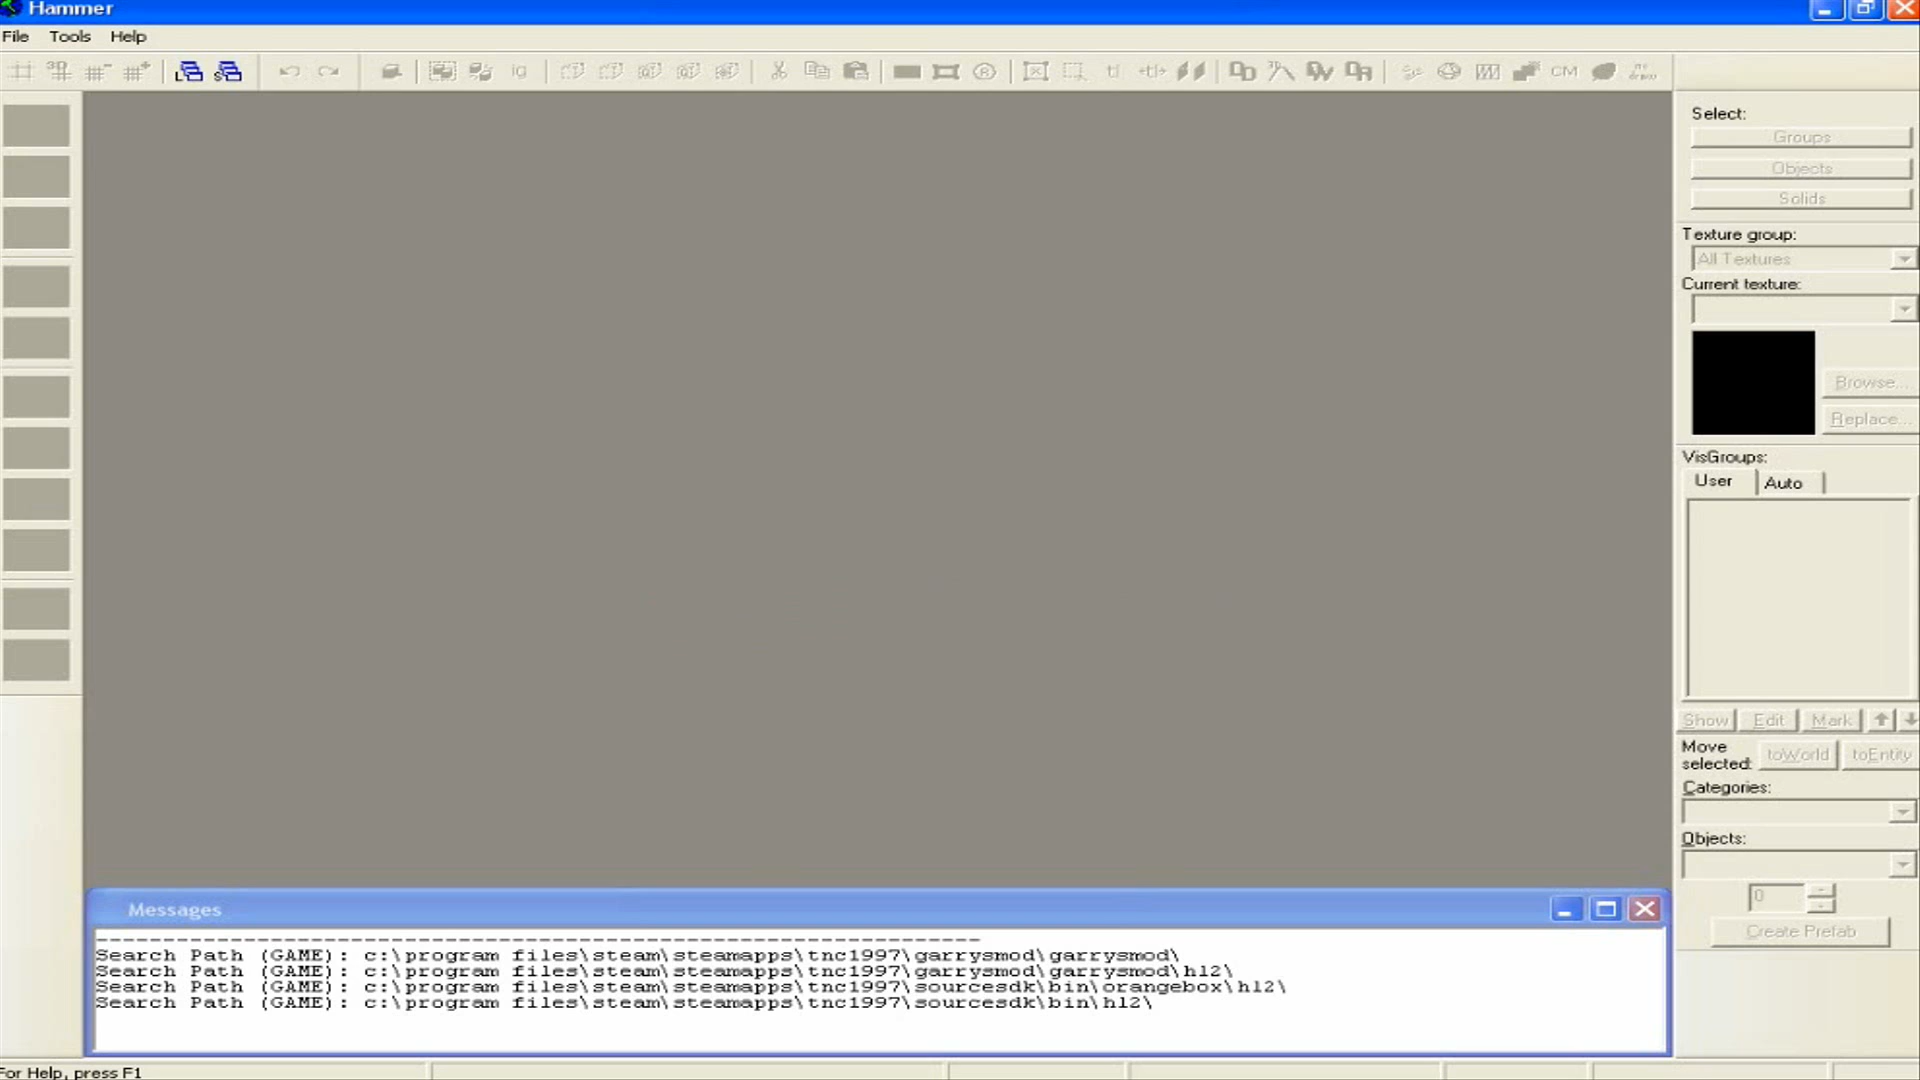 Hammer
File Tools Help
CM
Select:
Groups
Objects
Solids
Texture group:
All Textures
Current texture:
Browse...
Replace...
VisGroups:
User Auto
Show Edit Mark
Move selected: toWorld toEntity
Categories:
Objects:
0
Create Prefab
Messages
Search Path (GAME): c:\program files\steam\steamapps\tnc1997\garrysmod\garrysmod\
Search Path (GAME): c:\program files\steam\steamapps\tnc1997\garrysmod\garrysmod\hl2\
Search Path (GAME): c:\program files\steam\steamapps\tnc1997\sourcesdk\bin\orangebox\hl2\
Search Path (GAME): c:\program files\steam\steamapps\tnc1997\sourcesdk\bin\hl2\
For Help, press F1